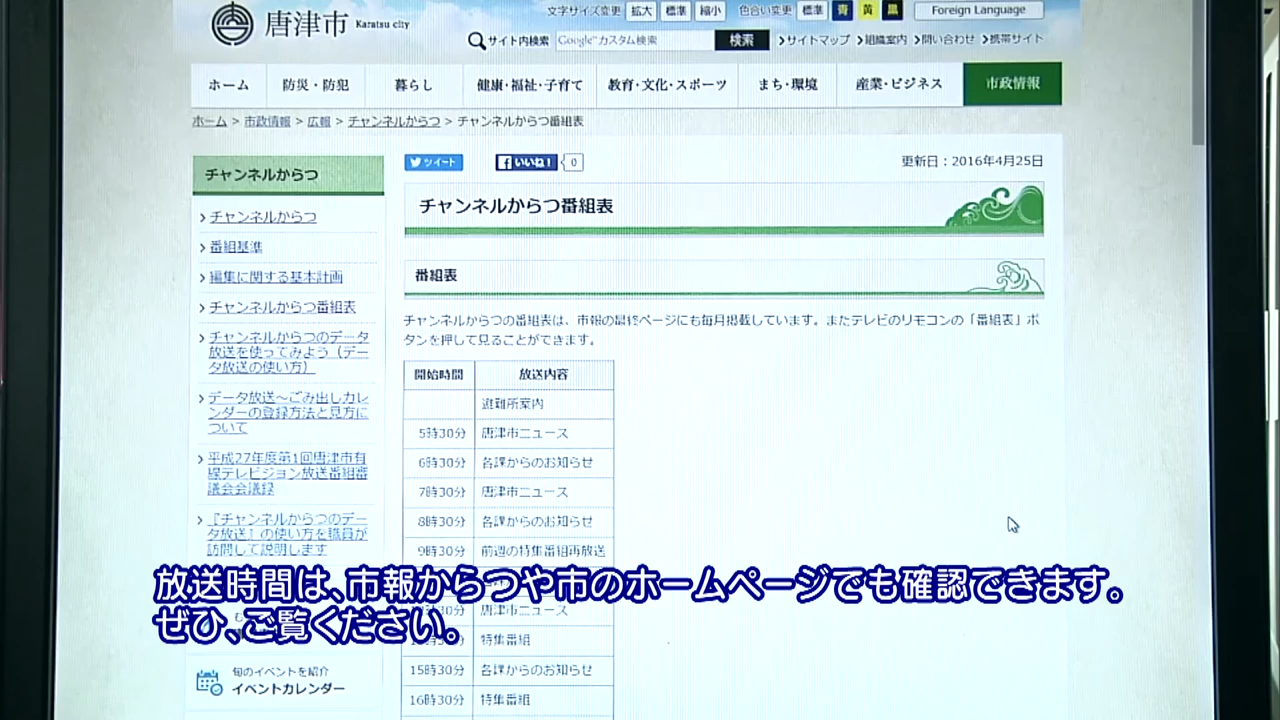 唐津市 Karatsu city
文字サイズ変更 拡大 標準 縮小 色合い変更 標準 青 黄 黒 Foreign Language
サイト内検索 Google カスタム検索 検索 サイトマップ 組織案内 問い合わせ 携帯サイト
ホーム 防災・防犯 暮らし 健康・福祉・子育て 教育・文化・スポーツ まち・環境 産業・ビジネス 市政情報
ホーム > 市政情報 > 広報 > チャンネルからつ > チャンネルからつ番組表
チャンネルからつ
チャンネルからつ
番組基準
編集に関する基本計画
チャンネルからつ番組表
チャンネルからつのデータ
放送を使ってみよう（デー
タ放送の使い方）
データ放送～ごみ出しカレ
ンダーの登録方法と見方に
ついて
平成27年度第1回唐津市有
線テレビジョン放送番組審
議会会議録
『チャンネルからつのデー
タ放送』の使い方を職員が
訪問して説明します
旬のイベントを紹介
イベントカレンダー
ツイート いいね！ 0
更新日：2016年4月25日
チャンネルからつ番組表
番組表
チャンネルからつの番組表は、市報の最終ページにも毎月掲載しています。またテレビのリモコンの「番組表」ボ
タンを押して見ることができます。
開始時間 放送内容
避難所案内
5時30分 唐津市ニュース
6時30分 各課からのお知らせ
7時30分 唐津市ニュース
8時30分 各課からのお知らせ
9時30分 前週の特集番組再放送
唐津市ニュース
特集番組
15時30分 各課からのお知らせ
16時30分 特集番組
放送時間は、市報からつや市のホームページでも確認できます。
ぜひ、ご覧ください。